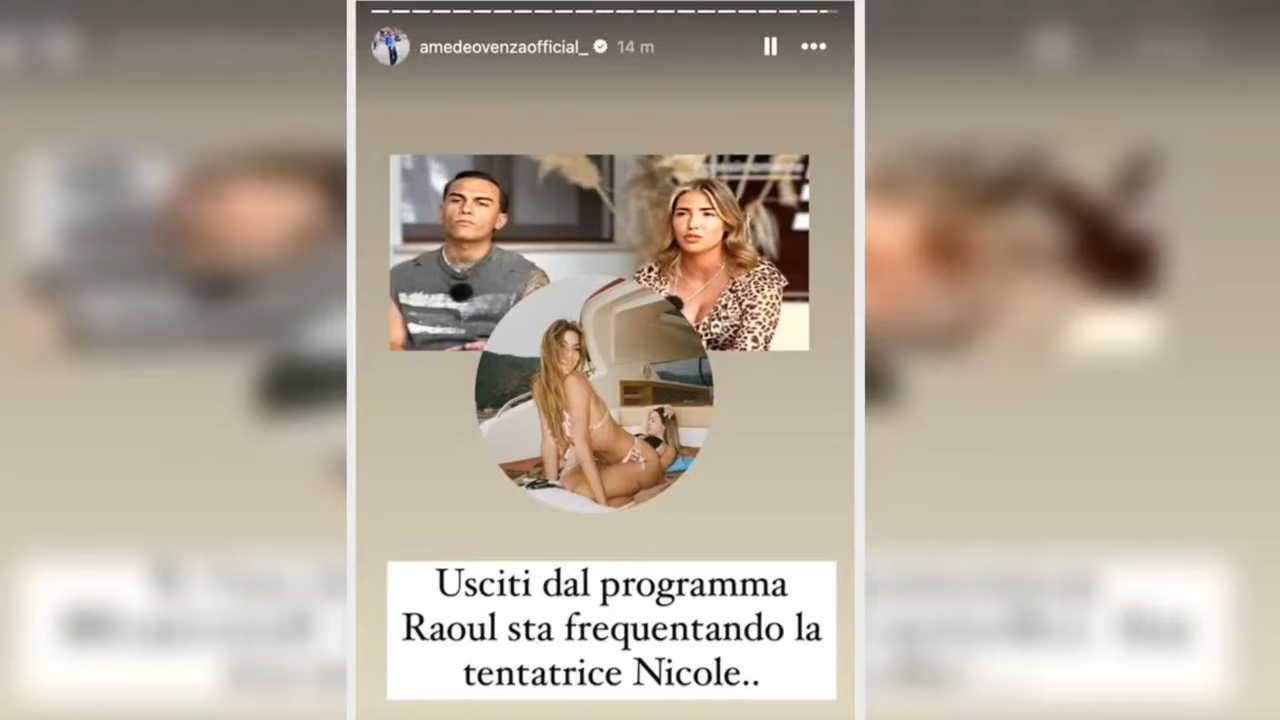 amedeovenzaofficial_ 14 m
Usciti dal programma
Raoul sta frequentando la
tentatrice Nicole..